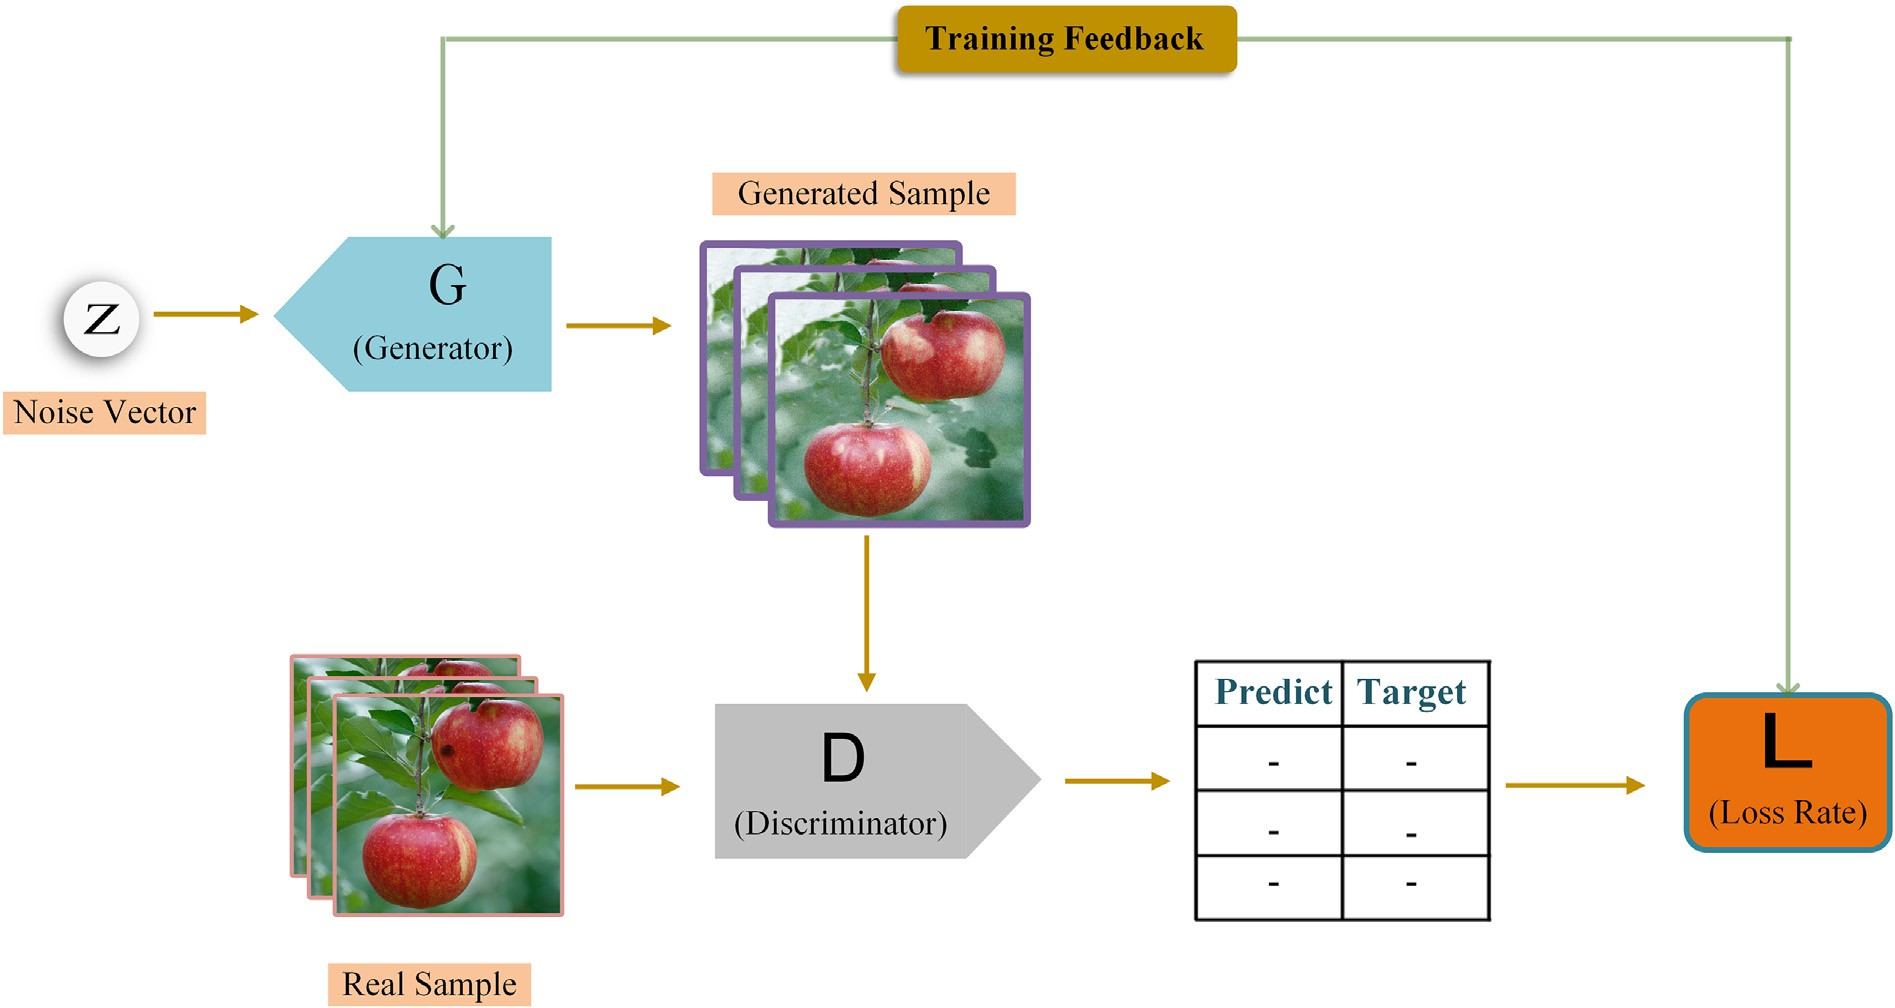 Training Feedback
Generated Sample
G
(Generator)
Z
Noise Vector
Predict Target
- -
- -
- -
D
(Discriminator)
L
(Loss Rate)
Real Sample